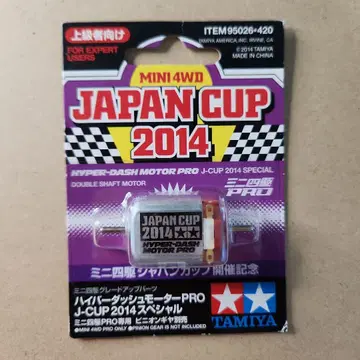 上級者向け
FOR EXPERT
USERS
ITEM 95026*420
TAMIYA AMERICA, INC. IRVINE, CA
©2014 TAMIYA
MADE IN CHINA
MINI 4WD
JAPAN CUP
2014
HYPER-DASH MOTOR PRO J-CUP 2014 SPECIAL
DOUBLE SHAFT MOTOR
ミニ四駆
PRO
JAPAN CUP
2014
HYPER-DASH
MOTOR PRO
ミニ四駆ジャパンカップ開催記念
ミニ四駆グレードアップパーツ
ハイパーダッシュモーターPRO
J-CUP 2014スペシャル
ミニ四駆PRO専用 ピニオンギヤ別売
●MINI 4WD PRO ONLY ●PINION GEAR IS NOT INCLUDED
TAMIYA